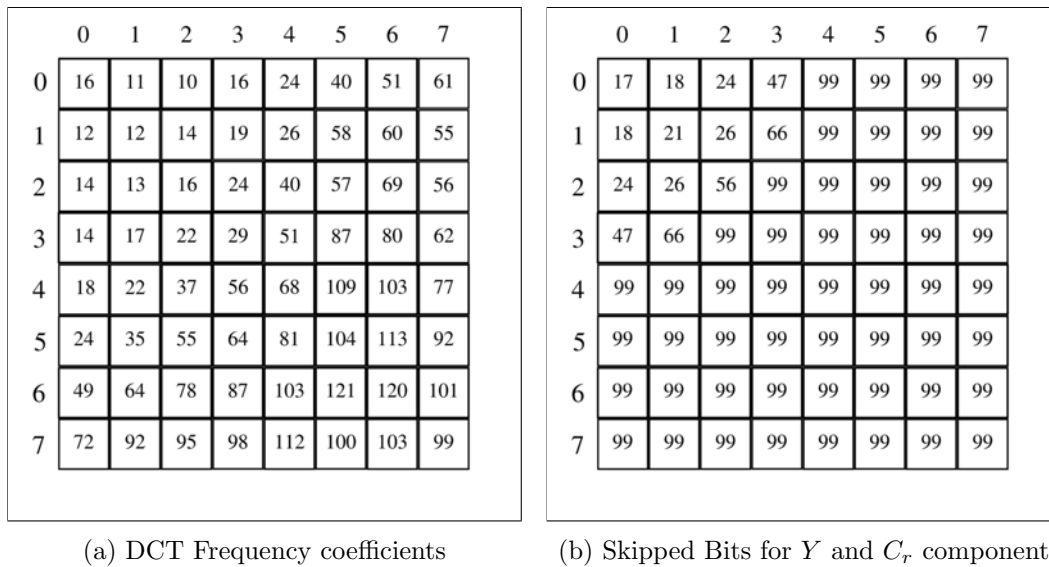 0 1 2 3 4 5 6 7
0 16 11 10 16 24 40 51 61
1 12 12 14 19 26 58 60 55
2 14 13 16 24 40 57 69 56
3 14 17 22 29 51 87 80 62
4 18 22 37 56 68 109 103 77
5 24 35 55 64 81 104 113 92
6 49 64 78 87 103 121 120 101
7 72 92 95 98 112 100 103 99
(a) DCT Frequency coefficients
0 1 2 3 4 5 6 7
0 17 18 24 47 99 99 99 99
1 18 21 26 66 99 99 99 99
2 24 26 56 99 99 99 99 99
3 47 66 99 99 99 99 99 99
4 99 99 99 99 99 99 99 99
5 99 99 99 99 99 99 99 99
6 99 99 99 99 99 99 99 99
7 99 99 99 99 99 99 99 99
(b) Skipped Bits for Y and Cr component